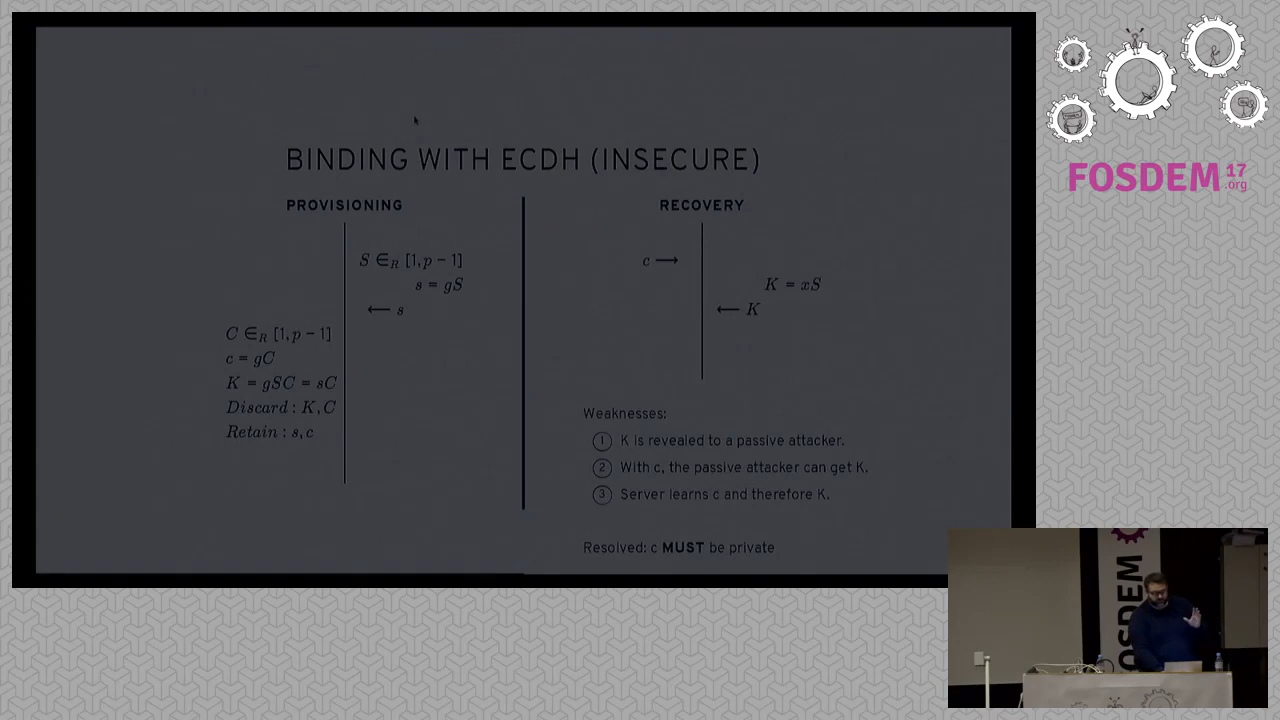 BINDING WITH ECDH (INSECURE)
PROVISIONING
S ∈R [1, p − 1]
s = gS
⟵ s
C ∈R [1, p − 1]
c = gC
K = gSC = sC
Discard : K, C
Retain : s, c
RECOVERY
c ⟶
K = xS
⟵ K
Weaknesses:
1 K is revealed to a passive attacker.
2 With c, the passive attacker can get K.
3 Server learns c and therefore K.
Resolved: c MUST be private
FOSDEM 17
.org
OSDEM